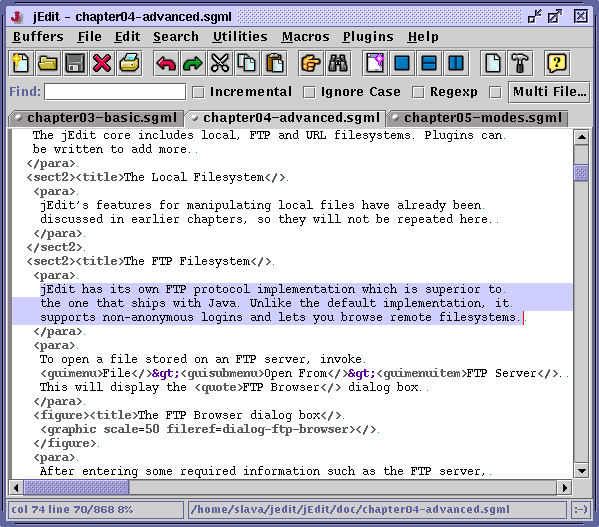 jEdit - chapter04-advanced.sgml
Buffers File Edit Search Utilities Macros Plugins Help
Find: Incremental Ignore Case Regexp Multi File...
chapter03-basic.sgml chapter04-advanced.sgml chapter05-modes.sgml
The jEdit core includes local, FTP and URL filesystems. Plugins can.
be written to add more..
</para>.
<sect2><title>The Local Filesystem</>.
<para>.
jEdit's features for manipulating local files have already been.
discussed in earlier chapters, so they will not be repeated here..
</para>.
</sect2>.
<sect2><title>The FTP Filesystem</>.
<para>.
jEdit has its own FTP protocol implementation which is superior to.
the one that ships with Java. Unlike the default implementation, it.
supports non-anonymous logins and lets you browse remote filesystems..
</para>.
<para>.
To open a file stored on an FTP server, invoke.
<guimenu>File</>&gt;<guisubmenu>Open From</>&gt;<guimenuitem>FTP Server</>..
This will display the <quote>FTP Browser</> dialog box..
</para>.
<figure><title>The FTP Browser dialog box</>.
<graphic scale=50 fileref=dialog-ftp-browser></>.
</figure>.
<para>.
After entering some required information such as the FTP server,.
col 74 line 70/868 8% /home/slava/jedit/jEdit/doc/chapter04-advanced.sgml :-)